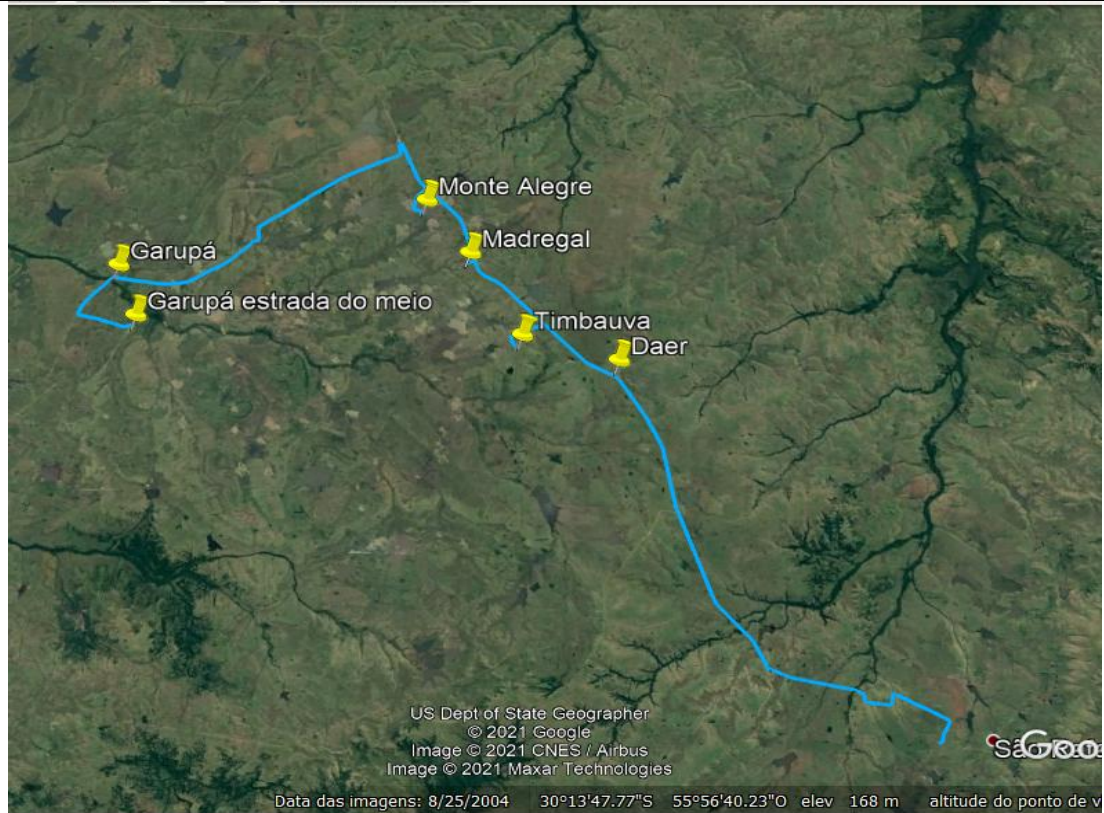 Monte Alegre
Madregal
Garupá
Garupá estrada do meio
Timbauva
Daer
US Dept of State Geographer
© 2021 Google
Image © 2021 CNES / Airbus
Image © 2021 Maxar Technologies
São
Data das imagens: 8/25/2004 30°13'47.77"S 55°56'40.23"O elev 168 m altitude do ponto de v